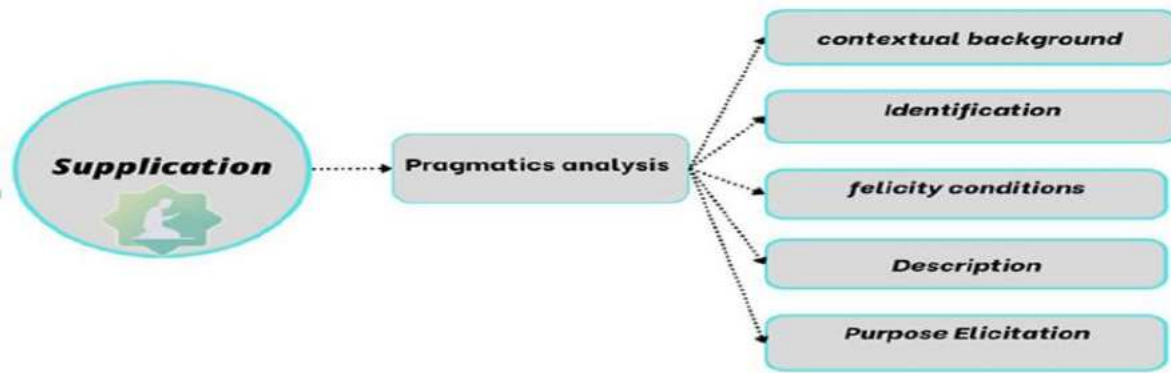 Supplication
Pragmatics analysis
contextual background
Identification
felicity conditions
Description
Purpose Elicitation